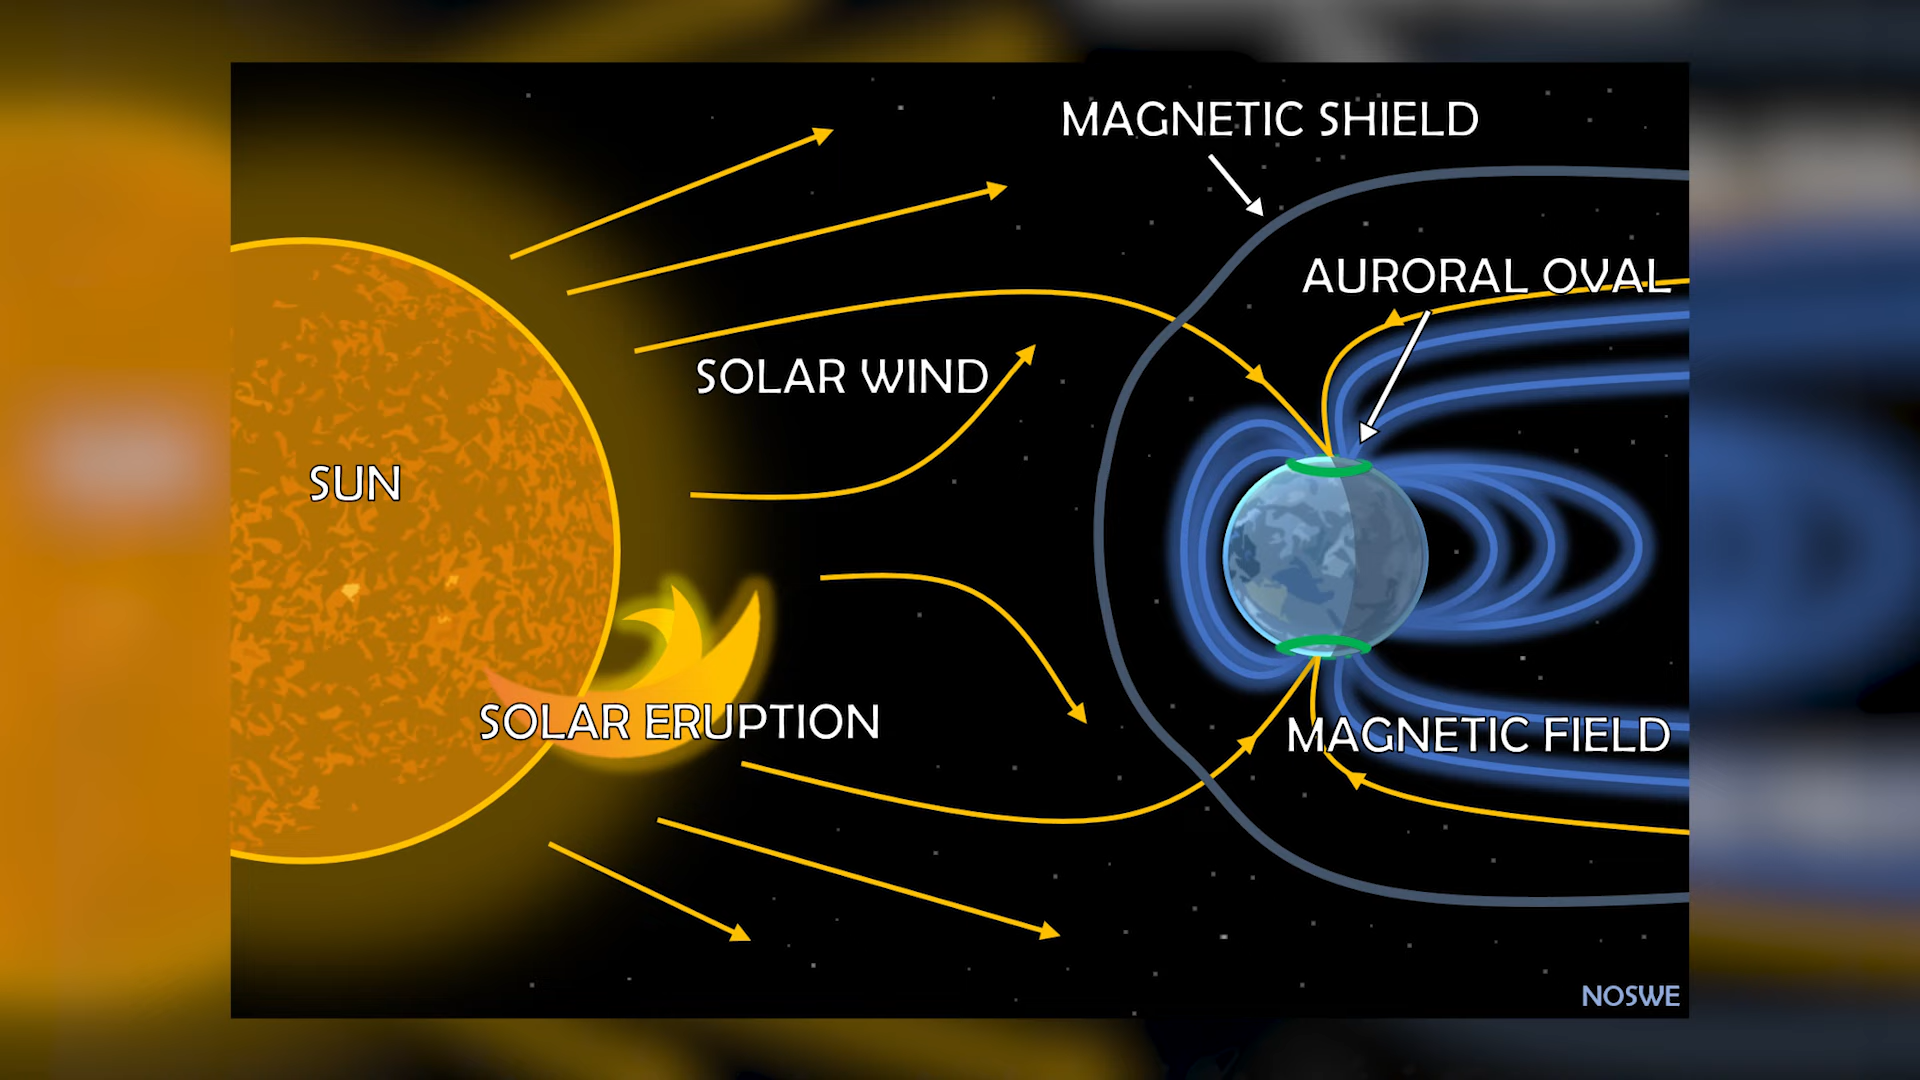 MAGNETIC SHIELD
AURORAL OVAL
SOLAR WIND
SUN
SOLAR ERUPTION
MAGNETIC FIELD
NOSWE